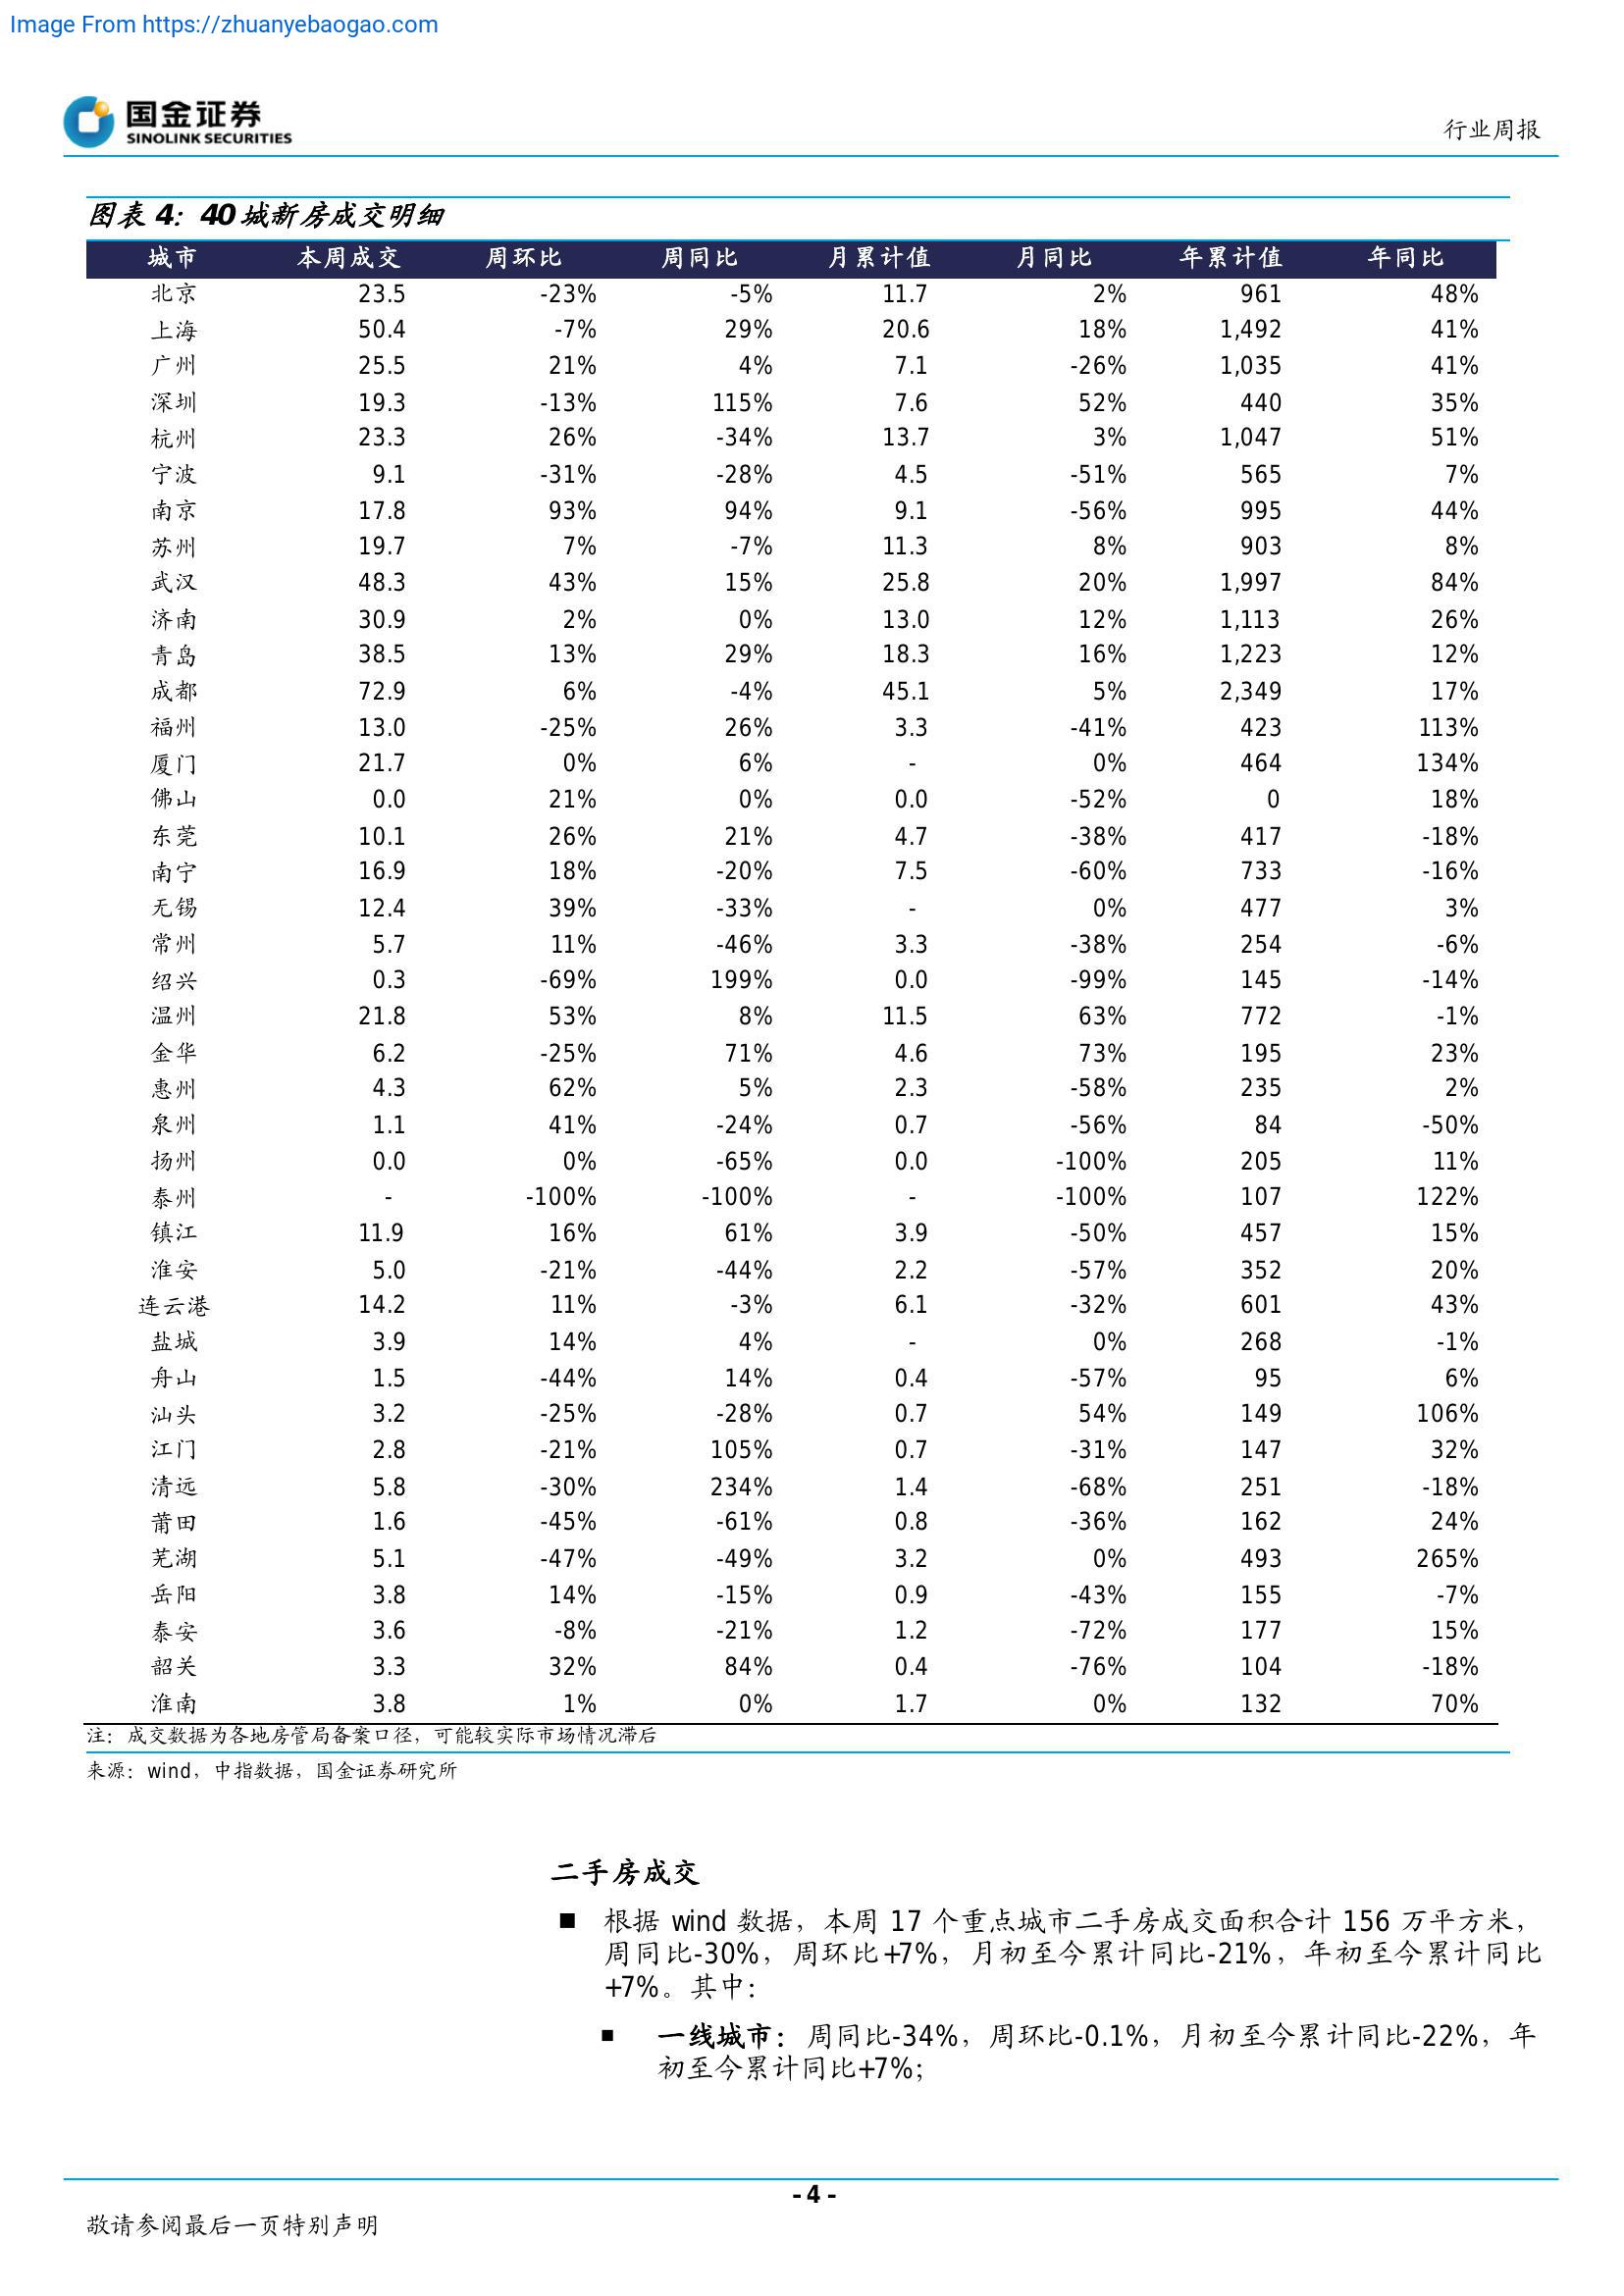 Image From https://zhuanyebaogao.com
国金证券
SINOLINK SECURITIES
行业周报
图表 4：40 城新房成交明细
城市 本周成交 周环比 周同比 月累计值 月同比 年累计值 年同比
北京 23.5 -23% -5% 11.7 2% 961 48%
上海 50.4 -7% 29% 20.6 18% 1,492 41%
广州 25.5 21% 4% 7.1 -26% 1,035 41%
深圳 19.3 -13% 115% 7.6 52% 440 35%
杭州 23.3 26% -34% 13.7 3% 1,047 51%
宁波 9.1 -31% -28% 4.5 -51% 565 7%
南京 17.8 93% 94% 9.1 -56% 995 44%
苏州 19.7 7% -7% 11.3 8% 903 8%
武汉 48.3 43% 15% 25.8 20% 1,997 84%
济南 30.9 2% 0% 13.0 12% 1,113 26%
青岛 38.5 13% 29% 18.3 16% 1,223 12%
成都 72.9 6% -4% 45.1 5% 2,349 17%
福州 13.0 -25% 26% 3.3 -41% 423 113%
厦门 21.7 0% 6% - 0% 464 134%
佛山 0.0 21% 0% 0.0 -52% 0 18%
东莞 10.1 26% 21% 4.7 -38% 417 -18%
南宁 16.9 18% -20% 7.5 -60% 733 -16%
无锡 12.4 39% -33% - 0% 477 3%
常州 5.7 11% -46% 3.3 -38% 254 -6%
绍兴 0.3 -69% 199% 0.0 -99% 145 -14%
温州 21.8 53% 8% 11.5 63% 772 -1%
金华 6.2 -25% 71% 4.6 73% 195 23%
惠州 4.3 62% 5% 2.3 -58% 235 2%
泉州 1.1 41% -24% 0.7 -56% 84 -50%
扬州 0.0 0% -65% 0.0 -100% 205 11%
泰州 - -100% -100% - -100% 107 122%
镇江 11.9 16% 61% 3.9 -50% 457 15%
淮安 5.0 -21% -44% 2.2 -57% 352 20%
连云港 14.2 11% -3% 6.1 -32% 601 43%
盐城 3.9 14% 4% - 0% 268 -1%
舟山 1.5 -44% 14% 0.4 -57% 95 6%
汕头 3.2 -25% -28% 0.7 54% 149 106%
江门 2.8 -21% 105% 0.7 -31% 147 32%
清远 5.8 -30% 234% 1.4 -68% 251 -18%
莆田 1.6 -45% -61% 0.8 -36% 162 24%
芜湖 5.1 -47% -49% 3.2 0% 493 265%
岳阳 3.8 14% -15% 0.9 -43% 155 -7%
泰安 3.6 -8% -21% 1.2 -72% 177 15%
韶关 3.3 32% 84% 0.4 -76% 104 -18%
淮南 3.8 1% 0% 1.7 0% 132 70%
注：成交数据为各地房管局备案口径，可能较实际市场情况滞后
来源：wind，中指数据，国金证券研究所
二手房成交
■ 根据 wind 数据，本周 17 个重点城市二手房成交面积合计 156 万平方米，
周同比-30%，周环比+7%，月初至今累计同比-21%，年初至今累计同比
+7%。其中：
■ 一线城市：周同比-34%，周环比-0.1%，月初至今累计同比-22%，年
初至今累计同比+7%；
- 4 -
敬请参阅最后一页特别声明